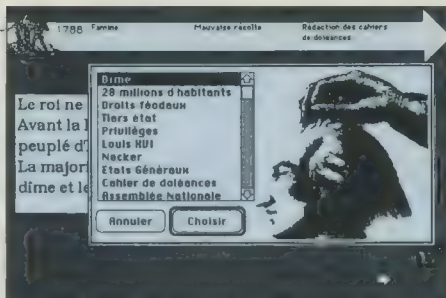 1788 Famine Mauvaise récolte Rédaction des cahiers
de doléances
Dîme
28 millions d'habitants
Droits féodaux
Tiers état
Privilèges
Louis XVI
Necker
Etats Généraux
Cahier de doléances
Assemblée Nationale
Le roi ne
Avant la
peuplé d'
La major
dîme et le
Annuler Choisir